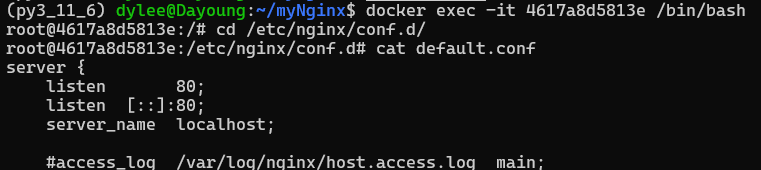 (py3_11_6) dylee@Dayoung:~/myNginx$ docker exec -it 4617a8d5813e /bin/bash
root@4617a8d5813e:/# cd /etc/nginx/conf.d/
root@4617a8d5813e:/etc/nginx/conf.d# cat default.conf
server {
    listen       80;
    listen  [::]:80;
    server_name  localhost;

    #access_log  /var/log/nginx/host.access.log  main;